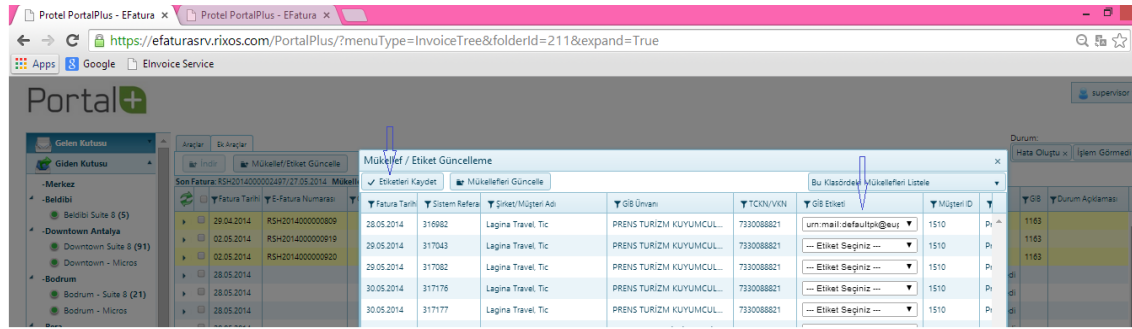 Protel PortalPlus - EFatura × Protel PortalPlus - EFatura ×
https://efaturasrv.rixos.com/PortalPlus/?menuType=InvoiceTree&folderId=211&expand=True
Apps Google EInvoice Service
Portal+ supervisor
Gelen Kutusu Araçlar Ek Araçlar Durum:
Giden Kutusu İndir Mükellef/Etiket Güncelle Mükellef / Etiket Güncelleme × Hata Oluştu × İşlem Görmedi
-Merkez Son Fatura: RSH2014000002497/27.05.2014 Etiketleri Kaydet Mükellefleri Güncelle Bu Klasördeki Mükellefleri Listele
-Beldibi Fatura Tarihi E-Fatura Numarası Fatura Tarih Sistem Refera Şirket/Müşteri Adı GİB Ünvanı TCKN/VKN GİB Etiketi Müşteri ID GB Durum Açıklaması
Beldibi Suite 8 (5) 29.04.2014 RSH2014000000809 28.05.2014 316982 Lagina Travel, Tic PRENS TURİZM KUYUMCUL... 7330088821 urn:mail:defaultpk@eup 1510 1163
-Downtown Antalya 02.05.2014 RSH2014000000919 29.05.2014 317043 Lagina Travel, Tic PRENS TURİZM KUYUMCUL... 7330088821 --- Etiket Seçiniz --- 1510 1163
Downtown Suite 8 (91) 02.05.2014 RSH2014000000920 29.05.2014 317082 Lagina Travel, Tic PRENS TURİZM KUYUMCUL... 7330088821 --- Etiket Seçiniz --- 1510 1163
Downtown - Micros
-Bodrum 28.05.2014 30.05.2014 317176 Lagina Travel, Tic PRENS TURİZM KUYUMCUL... 7330088821 --- Etiket Seçiniz --- 1510
Bodrum - Suite 8 (21) 28.05.2014
Bodrum - Micros 28.05.2014 30.05.2014 317177 Lagina Travel, Tic PRENS TURİZM KUYUMCUL... 7330088821 --- Etiket Seçiniz --- 1510